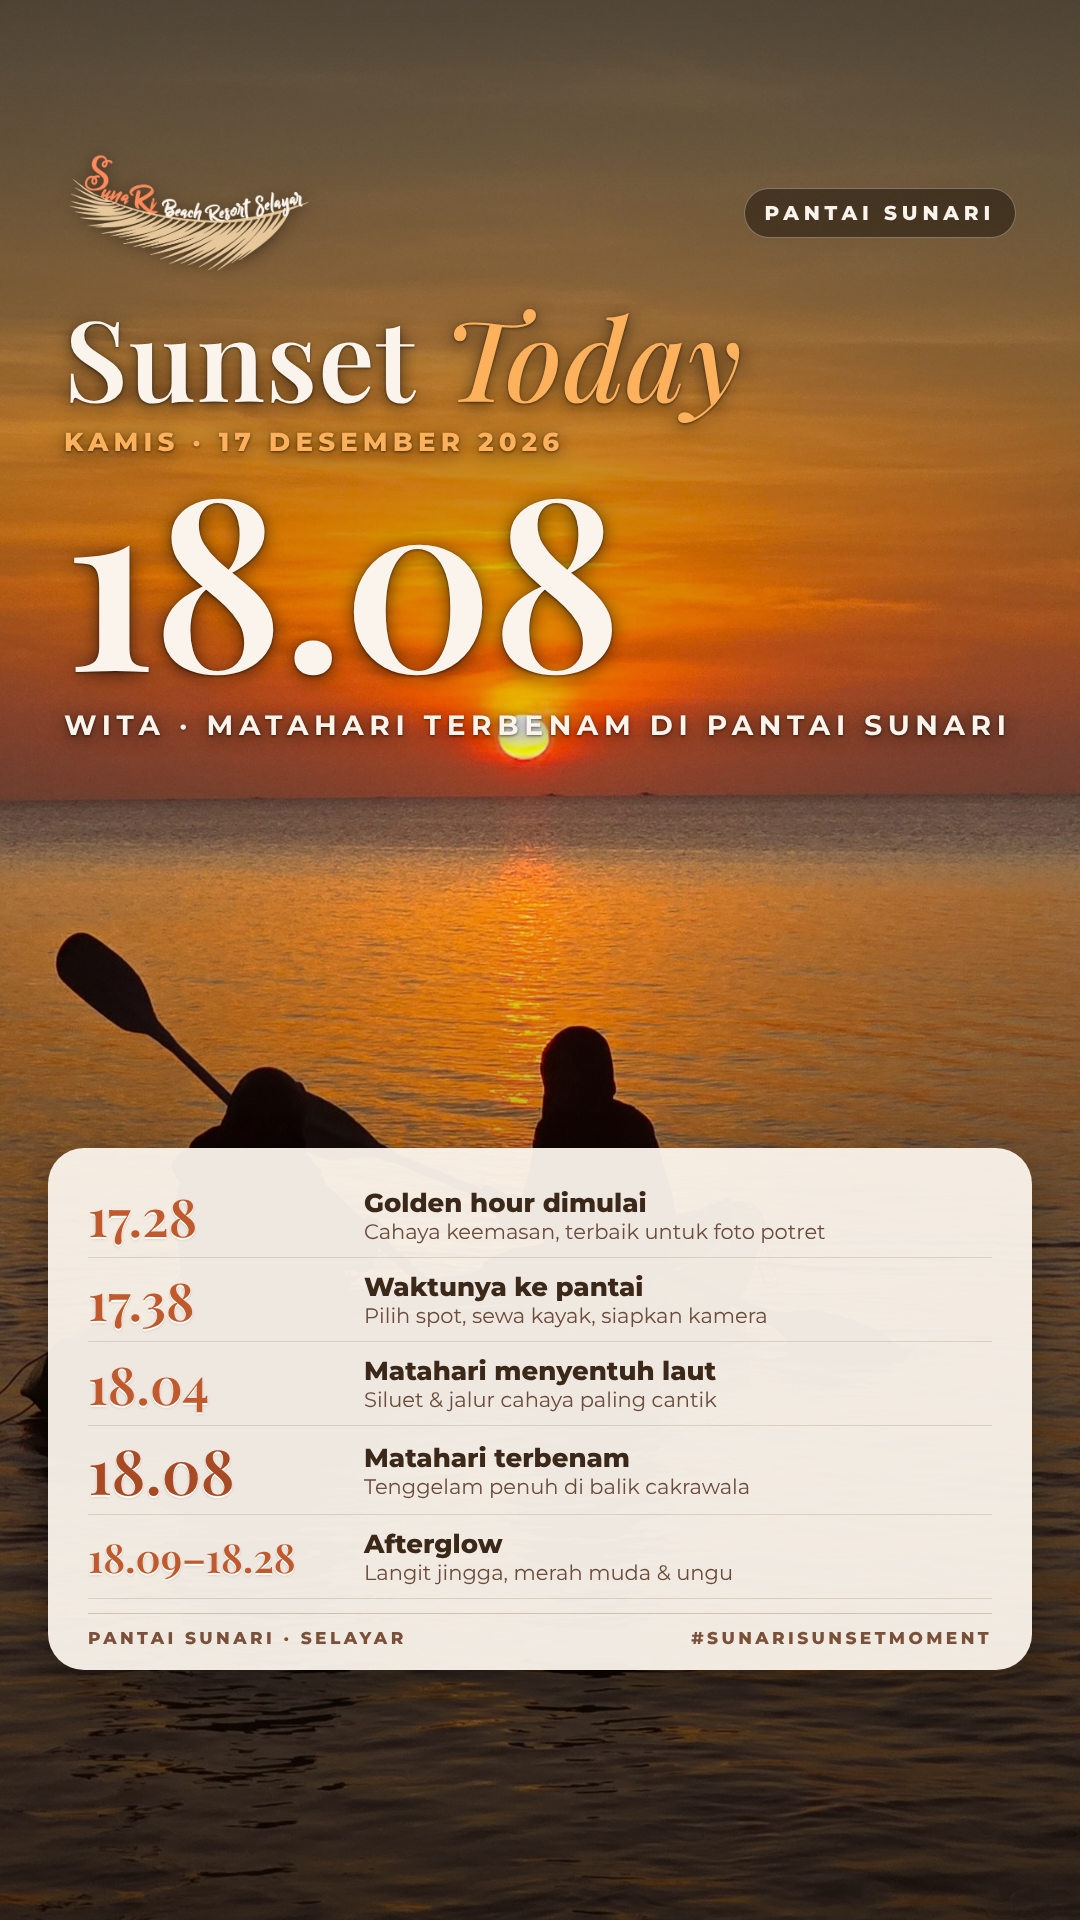 SunaRi Beach Resort Selayar
PANTAI SUNARI
Sunset Today
KAMIS · 17 DESEMBER 2026
18.08
WITA · MATAHARI TERBENAM DI PANTAI SUNARI
17.28
Golden hour dimulai
Cahaya keemasan, terbaik untuk foto potret
17.38
Waktunya ke pantai
Pilih spot, sewa kayak, siapkan kamera
18.04
Matahari menyentuh laut
Siluet & jalur cahaya paling cantik
18.08
Matahari terbenam
Tenggelam penuh di balik cakrawala
18.09–18.28
Afterglow
Langit jingga, merah muda & ungu
PANTAI SUNARI · SELAYAR
#SUNARISUNSETMOMENT